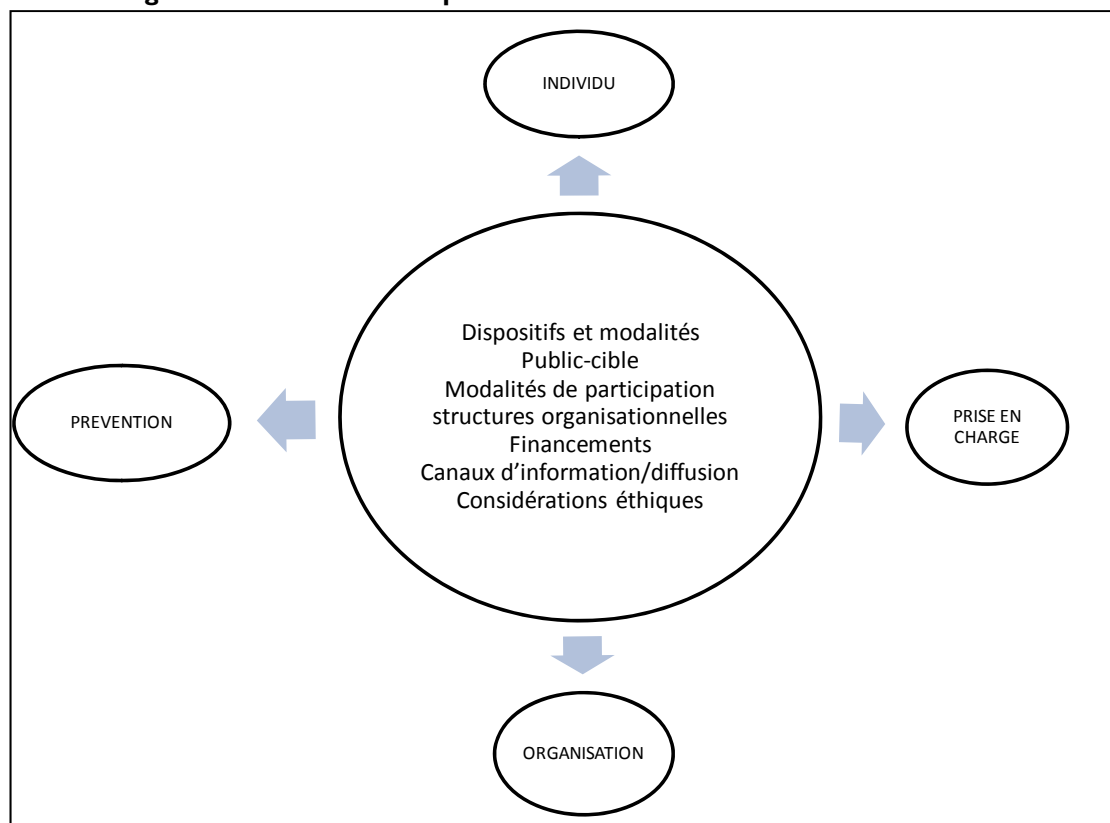 INDIVIDU
Dispositifs et modalités
Public-cible
Modalités de participation
structures organisationnelles
Financements
Canaux d'information/diffusion
Considérations éthiques
PREVENTION
PRISE EN
CHARGE
ORGANISATION